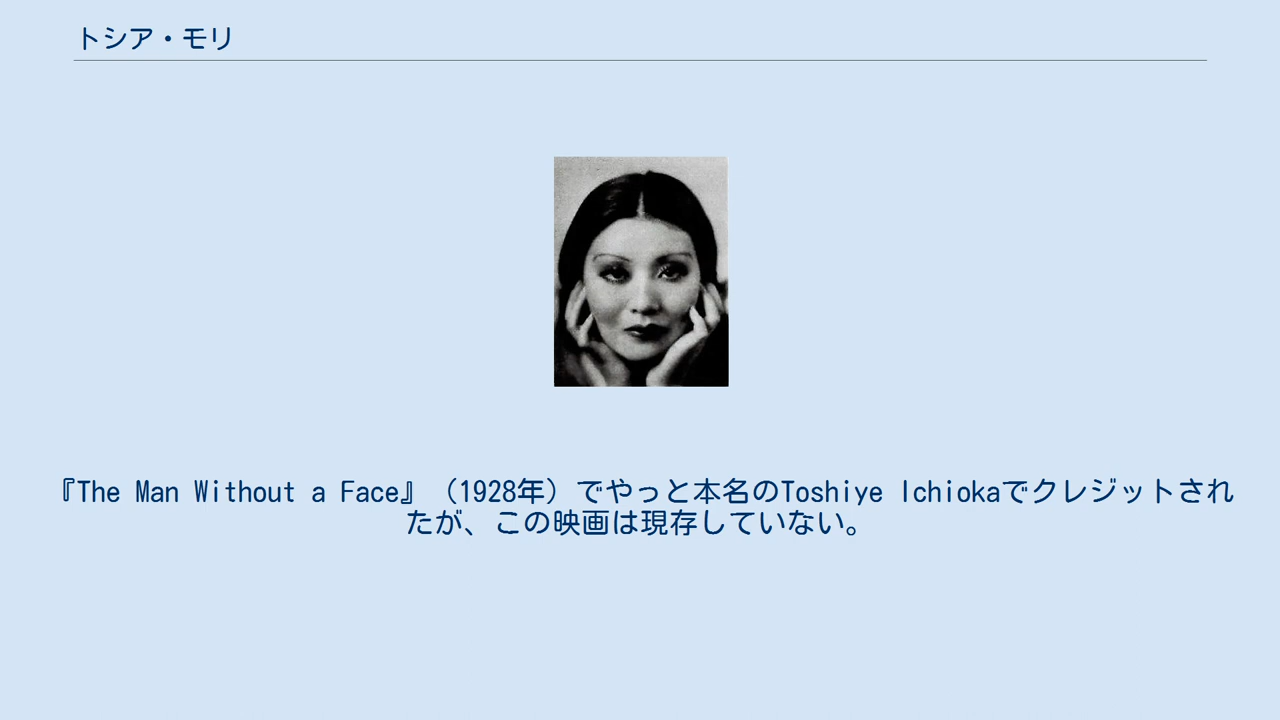 トシア・モリ
『The Man Without a Face』（1928年）でやっと本名のToshiye Ichiokaでクレジットされ
たが、この映画は現存していない。